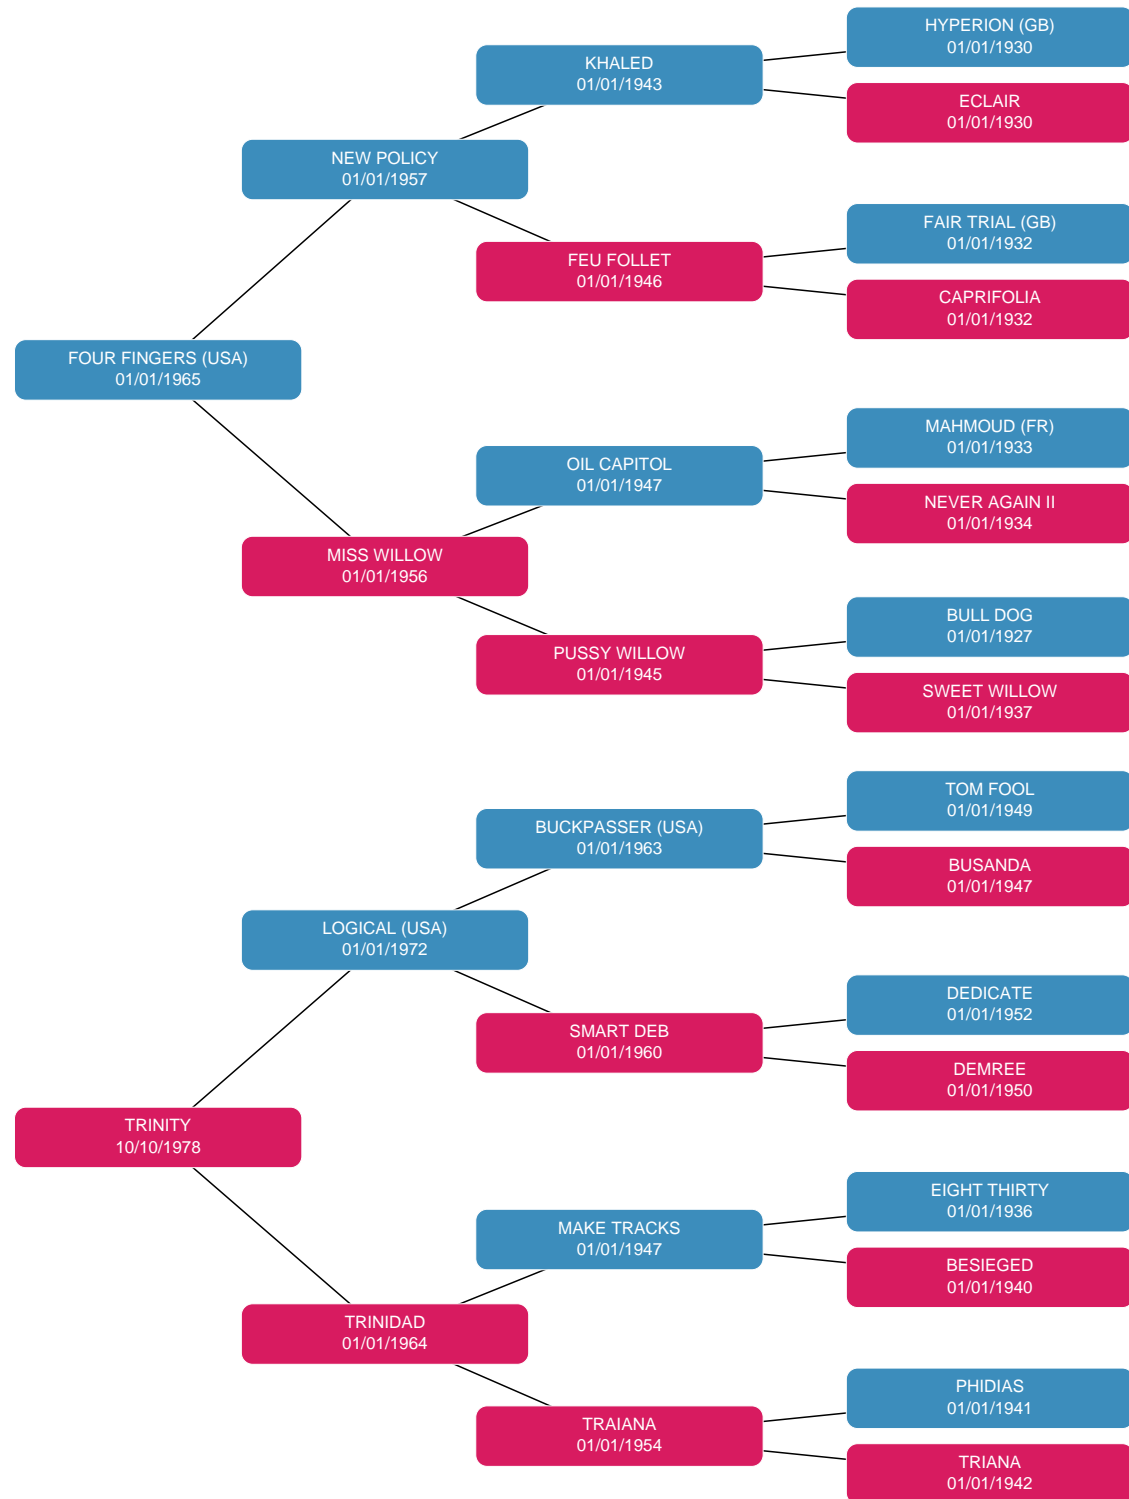 HYPERION (GB)
01/01/1930
KHALED
01/01/1943
ECLAIR
01/01/1930
NEW POLICY
01/01/1957
FAIR TRIAL (GB)
01/01/1932
FEU FOLLET
01/01/1946
CAPRIFOLIA
01/01/1932
FOUR FINGERS (USA)
01/01/1965
MAHMOUD (FR)
01/01/1933
OIL CAPITOL
01/01/1947
NEVER AGAIN II
01/01/1934
MISS WILLOW
01/01/1956
BULL DOG
01/01/1927
PUSSY WILLOW
01/01/1945
SWEET WILLOW
01/01/1937
TOM FOOL
01/01/1949
BUCKPASSER (USA)
01/01/1963
BUSANDA
01/01/1947
LOGICAL (USA)
01/01/1972
DEDICATE
01/01/1952
SMART DEB
01/01/1960
DEMREE
01/01/1950
TRINITY
10/10/1978
EIGHT THIRTY
01/01/1936
MAKE TRACKS
01/01/1947
BESIEGED
01/01/1940
TRINIDAD
01/01/1964
PHIDIAS
01/01/1941
TRAIANA
01/01/1954
TRIANA
01/01/1942